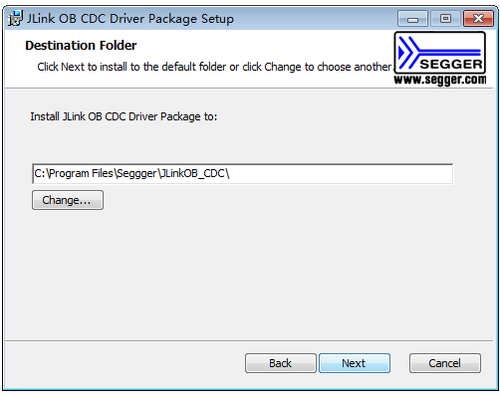 JLink OB CDC Driver Package Setup
Destination Folder
Click Next to install to the default folder or click Change to choose another
SEGGER
www.segger.com
Install JLink OB CDC Driver Package to:
C:\Program Files\Seggger\JLinkOB_CDC\
Change...
Back
Next
Cancel